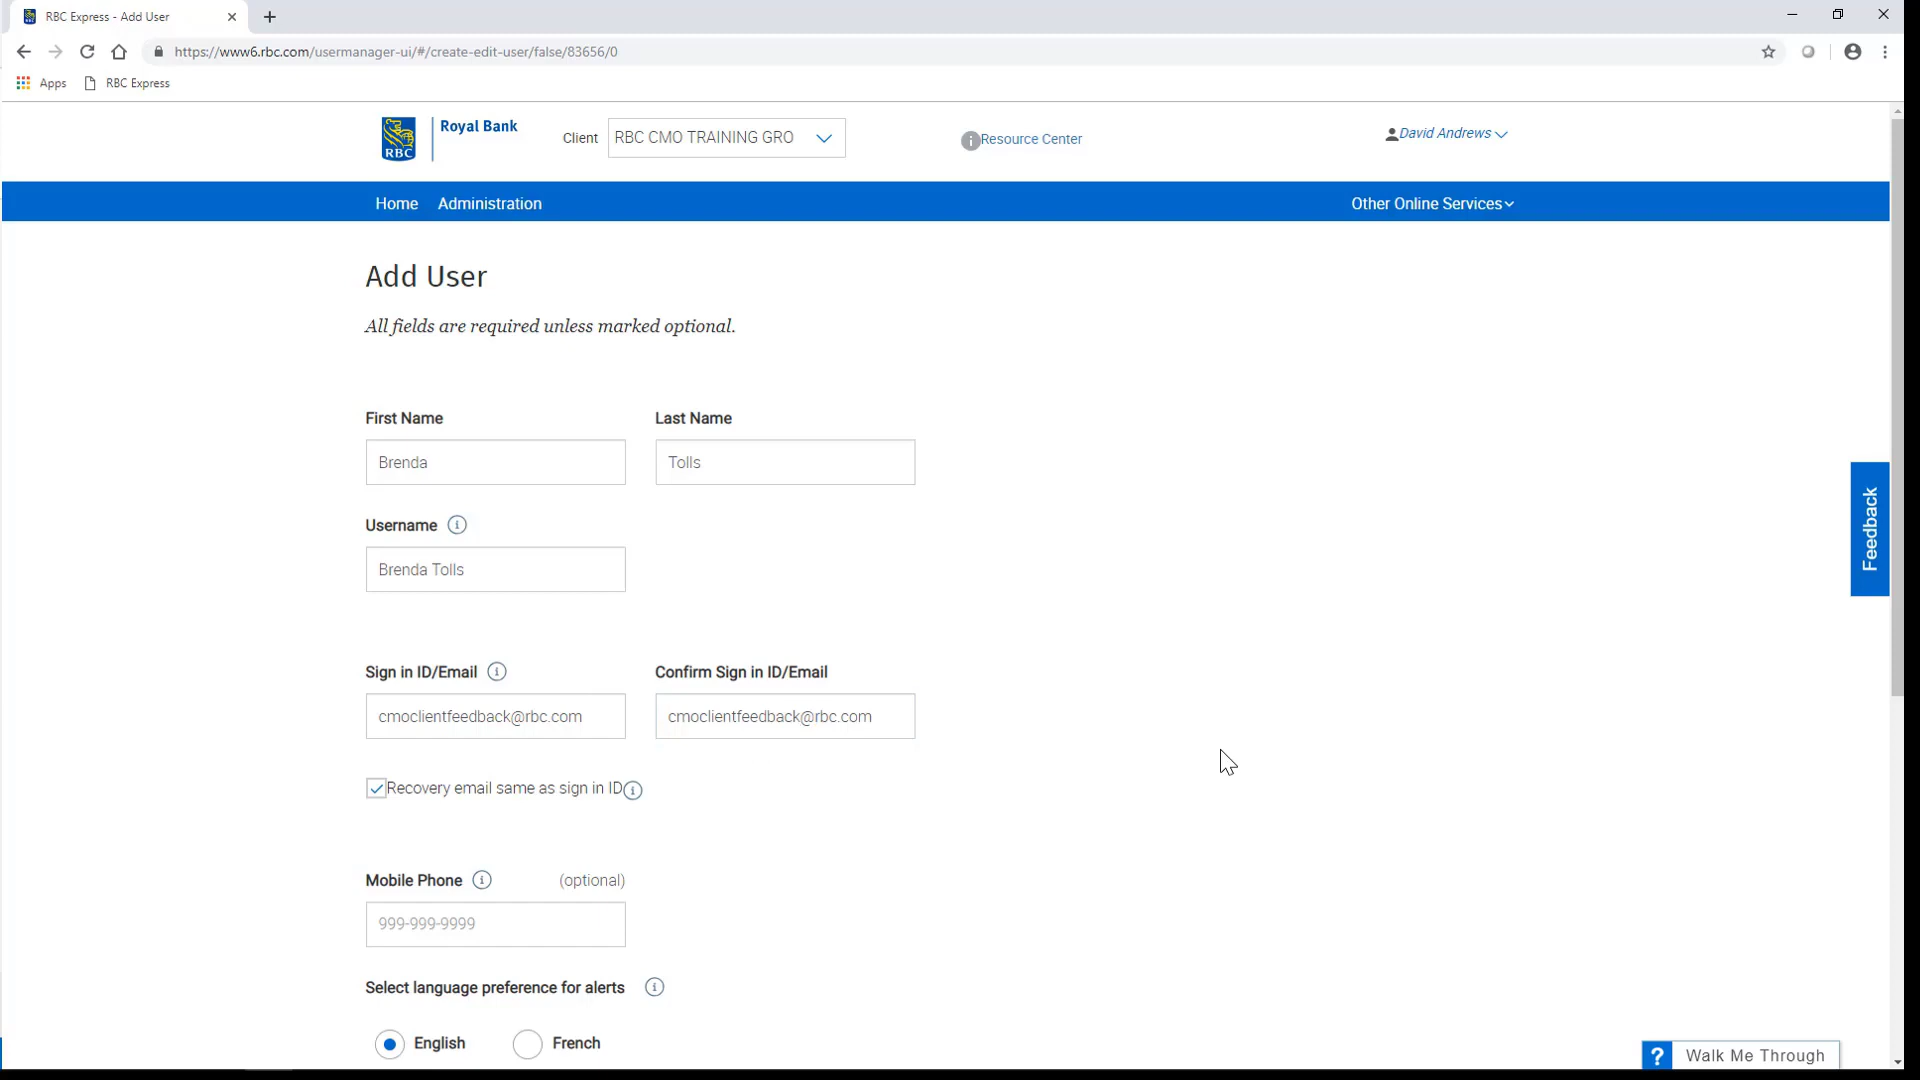 RBC Express - Add User
https://www6.rbc.com/usermanager-ui/#/create-edit-user/false/83656/0
Apps
RBC Express
RBC
Royal Bank
Client
RBC CMO TRAINING GRO
Resource Center
David Andrews
Home
Administration
Other Online Services
Add User
All fields are required unless marked optional.
First Name
Last Name
Brenda
Tolls
Username
Brenda Tolls
Sign in ID/Email
Confirm Sign in ID/Email
cmoclientfeedback@rbc.com
cmoclientfeedback@rbc.com
Recovery email same as sign in ID
Mobile Phone
(optional)
999-999-9999
Select language preference for alerts
English
French
Feedback
? Walk Me Through